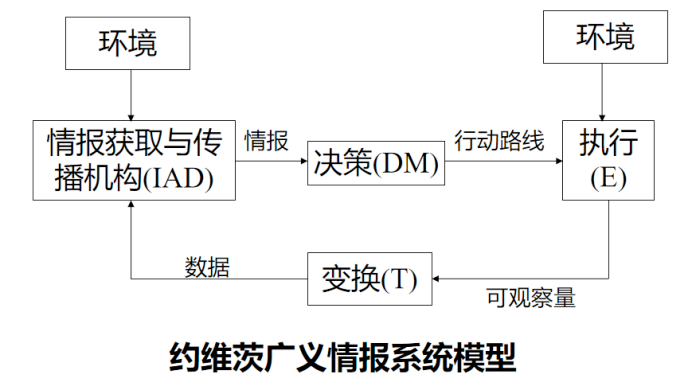 环境
环境
情报获取与传
播机构(IAD)
情报
决策(DM)
行动路线
执行
(E)
数据
变换(T)
可观察量
约维茨广义情报系统模型